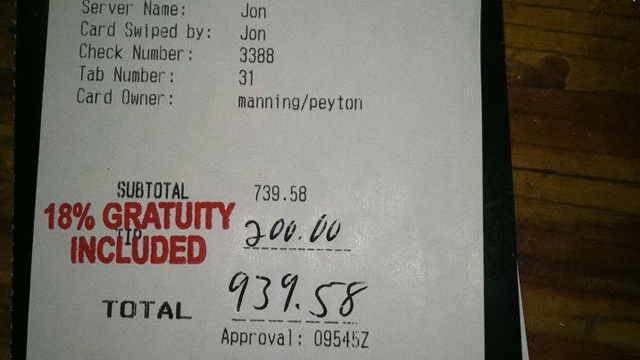 Server Name: Jon
Card Swiped by: Jon
Check Number: 3388
Tab Number: 31
Card Owner: manning/peyton
SUBTOTAL 739.58
18% GRATUITY INCLUDED
TIP 200.00
TOTAL 939.58
Approval: 09545Z